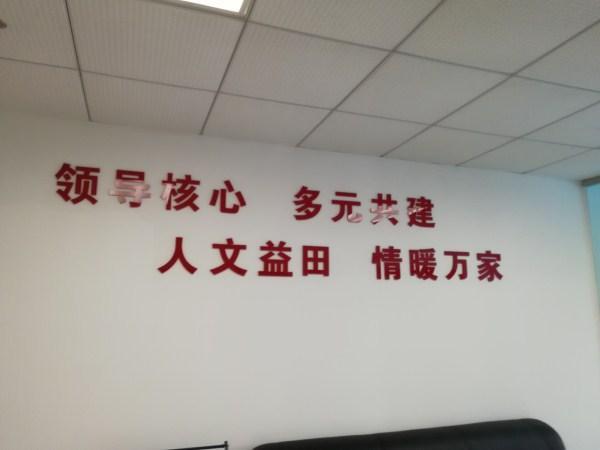 领导核心 多元共建
人文益田 情暖万家